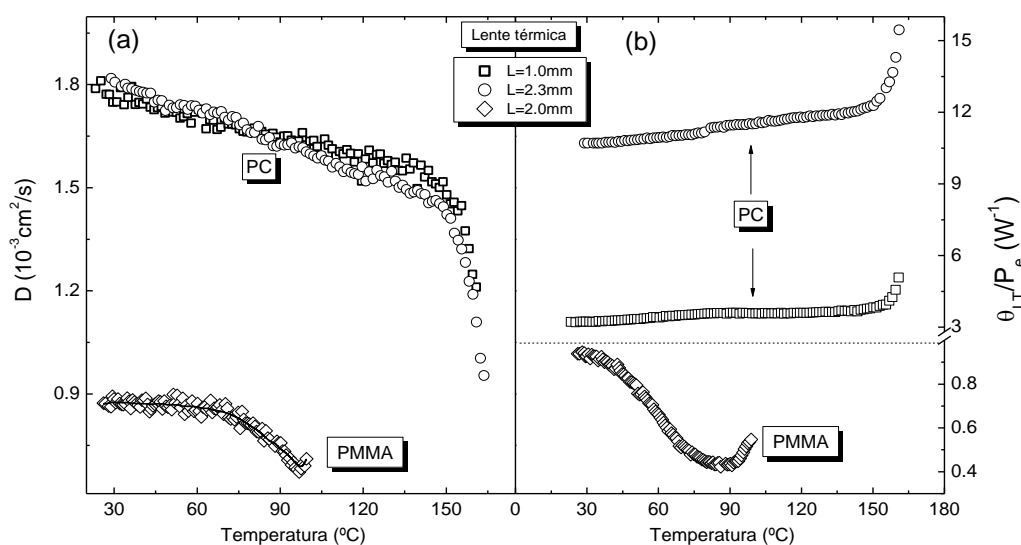 (a)
Lente térmica
(b)
L=1.0mm
L=2.3mm
L=2.0mm
PC
PMMA
PC
PMMA
D (10⁻³cm²/s)
1.8
1.5
1.2
0.9
30 60 90 120 150
Temperatura (ºC)
0 30 60 90 120 150 180
Temperatura (ºC)
15
12
9
6
3
0.8
0.6
0.4
θLT/Pe (W⁻¹)